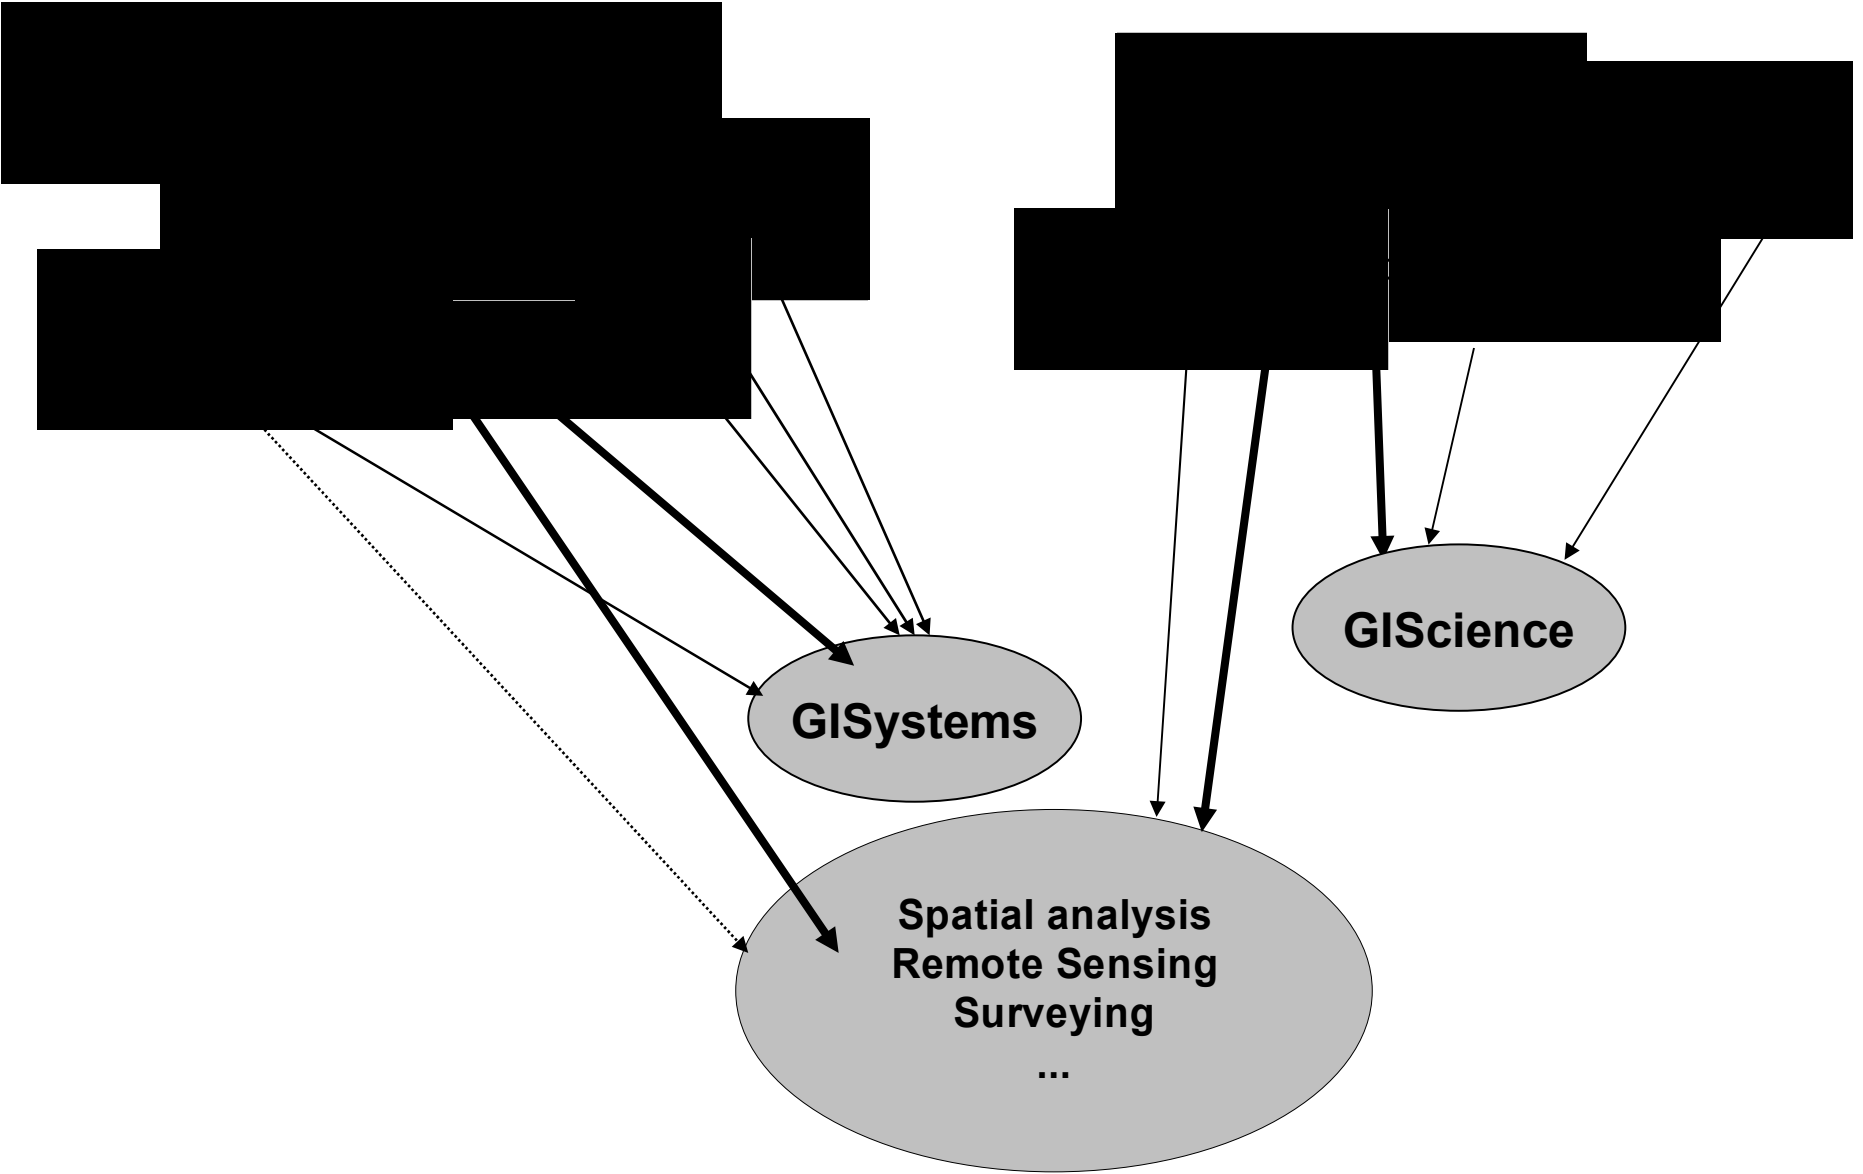 GIScience
GISystems
Spatial analysis
Remote Sensing
Surveying
...